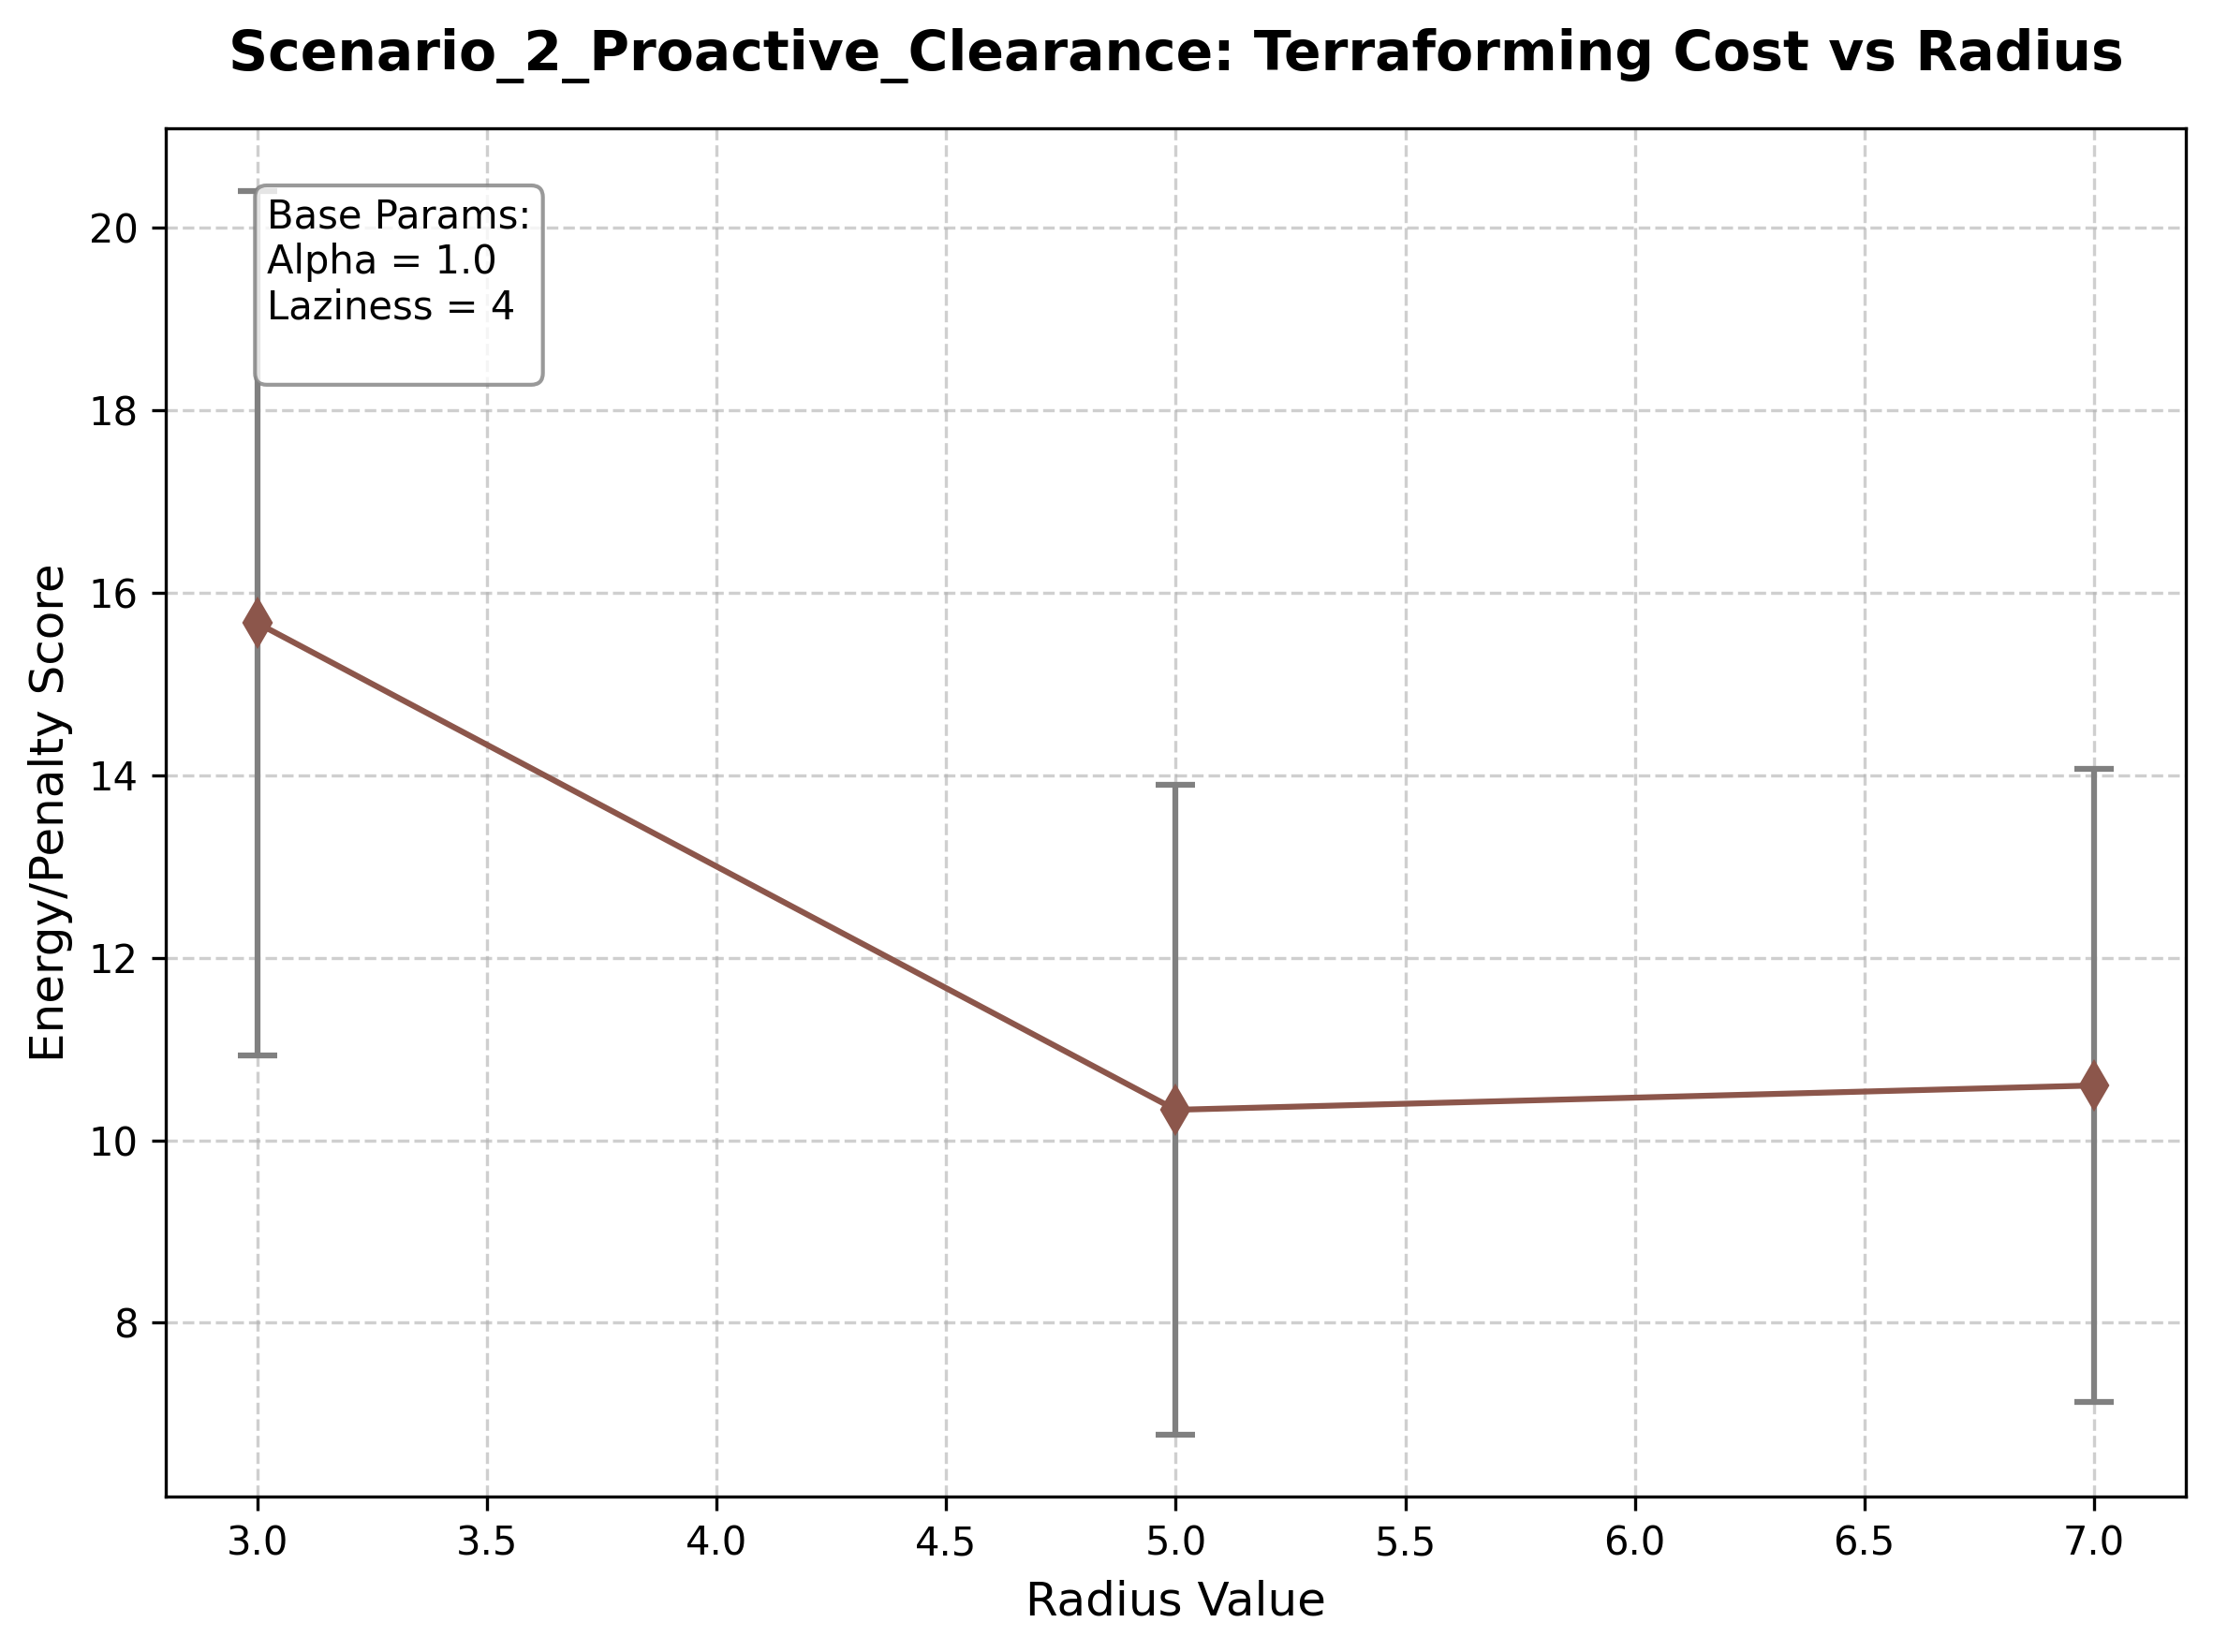 Scenario_2_Proactive_Clearance: Terraforming Cost vs Radius
Base Params:
Alpha = 1.0
Laziness = 4
Energy/Penalty Score
20
18
16
14
12
10
8
3.0 3.5 4.0 4.5 5.0 5.5 6.0 6.5 7.0
Radius Value